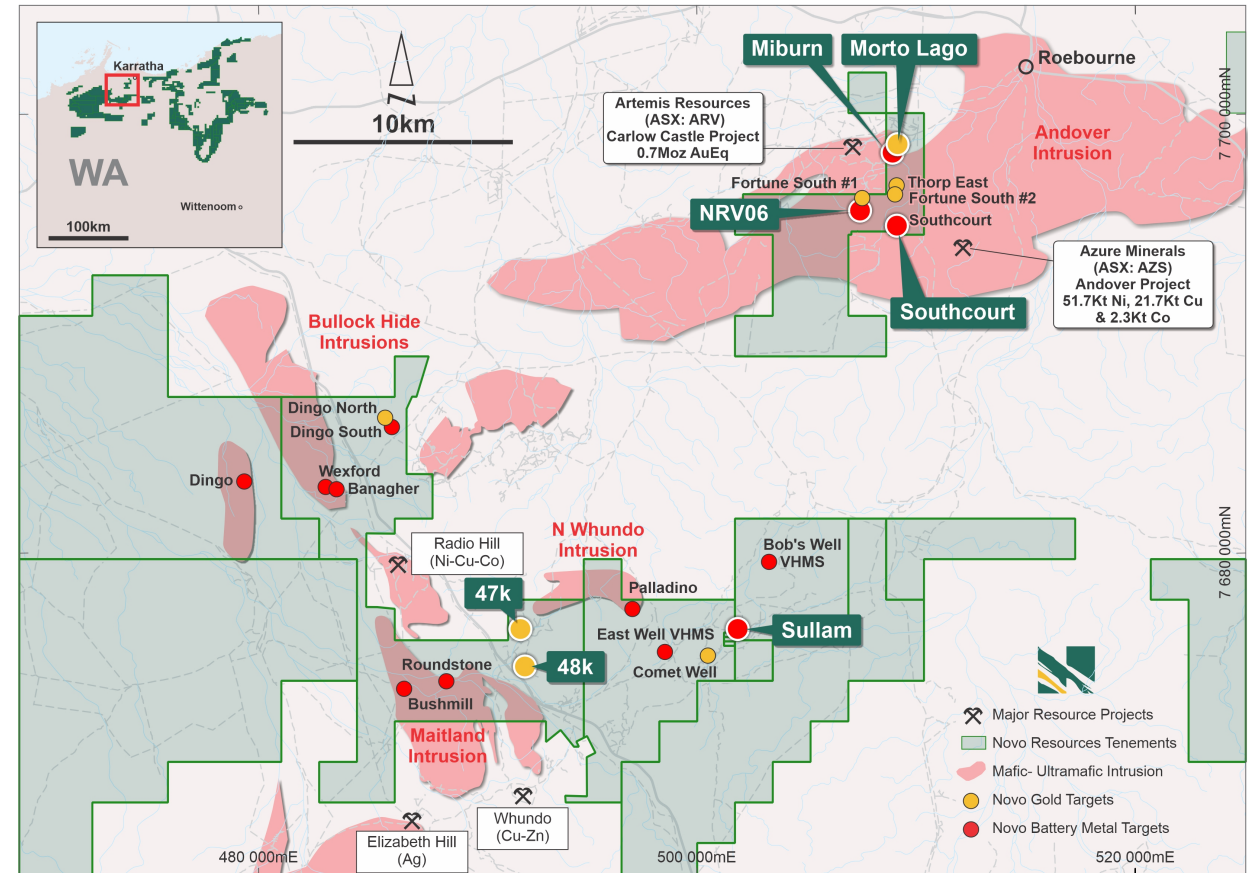 Karratha
WA
Wittenoom
100km
Z
10km
Miburn
Morto Lago
Roebourne
Artemis Resources
(ASX: ARV)
Carlow Castle Project
0.7Moz AuEq
Andover
Intrusion
7 700 000mN
Fortune South #1
Thorp East
Fortune South #2
NRV06
Southcourt
Azure Minerals
(ASX: AZS)
Andover Project
51.7Kt Ni, 21.7Kt Cu
& 2.3Kt Co
Southcourt
Bullock Hide
Intrusions
Dingo North
Dingo South
Dingo
Wexford
Banagher
Radio Hill
(Ni-Cu-Co)
N Whundo
Intrusion
Bob's Well
VHMS
7 680 000mN
47k
Palladino
East Well VHMS
Sullam
Comet Well
48k
Roundstone
Bushmill
Maitland
Intrusion
Major Resource Projects
Novo Resources Tenements
Mafic- Ultramafic Intrusion
Novo Gold Targets
Novo Battery Metal Targets
Whundo
(Cu-Zn)
Elizabeth Hill
(Ag)
480 000mE
500 000mE
520 000mE